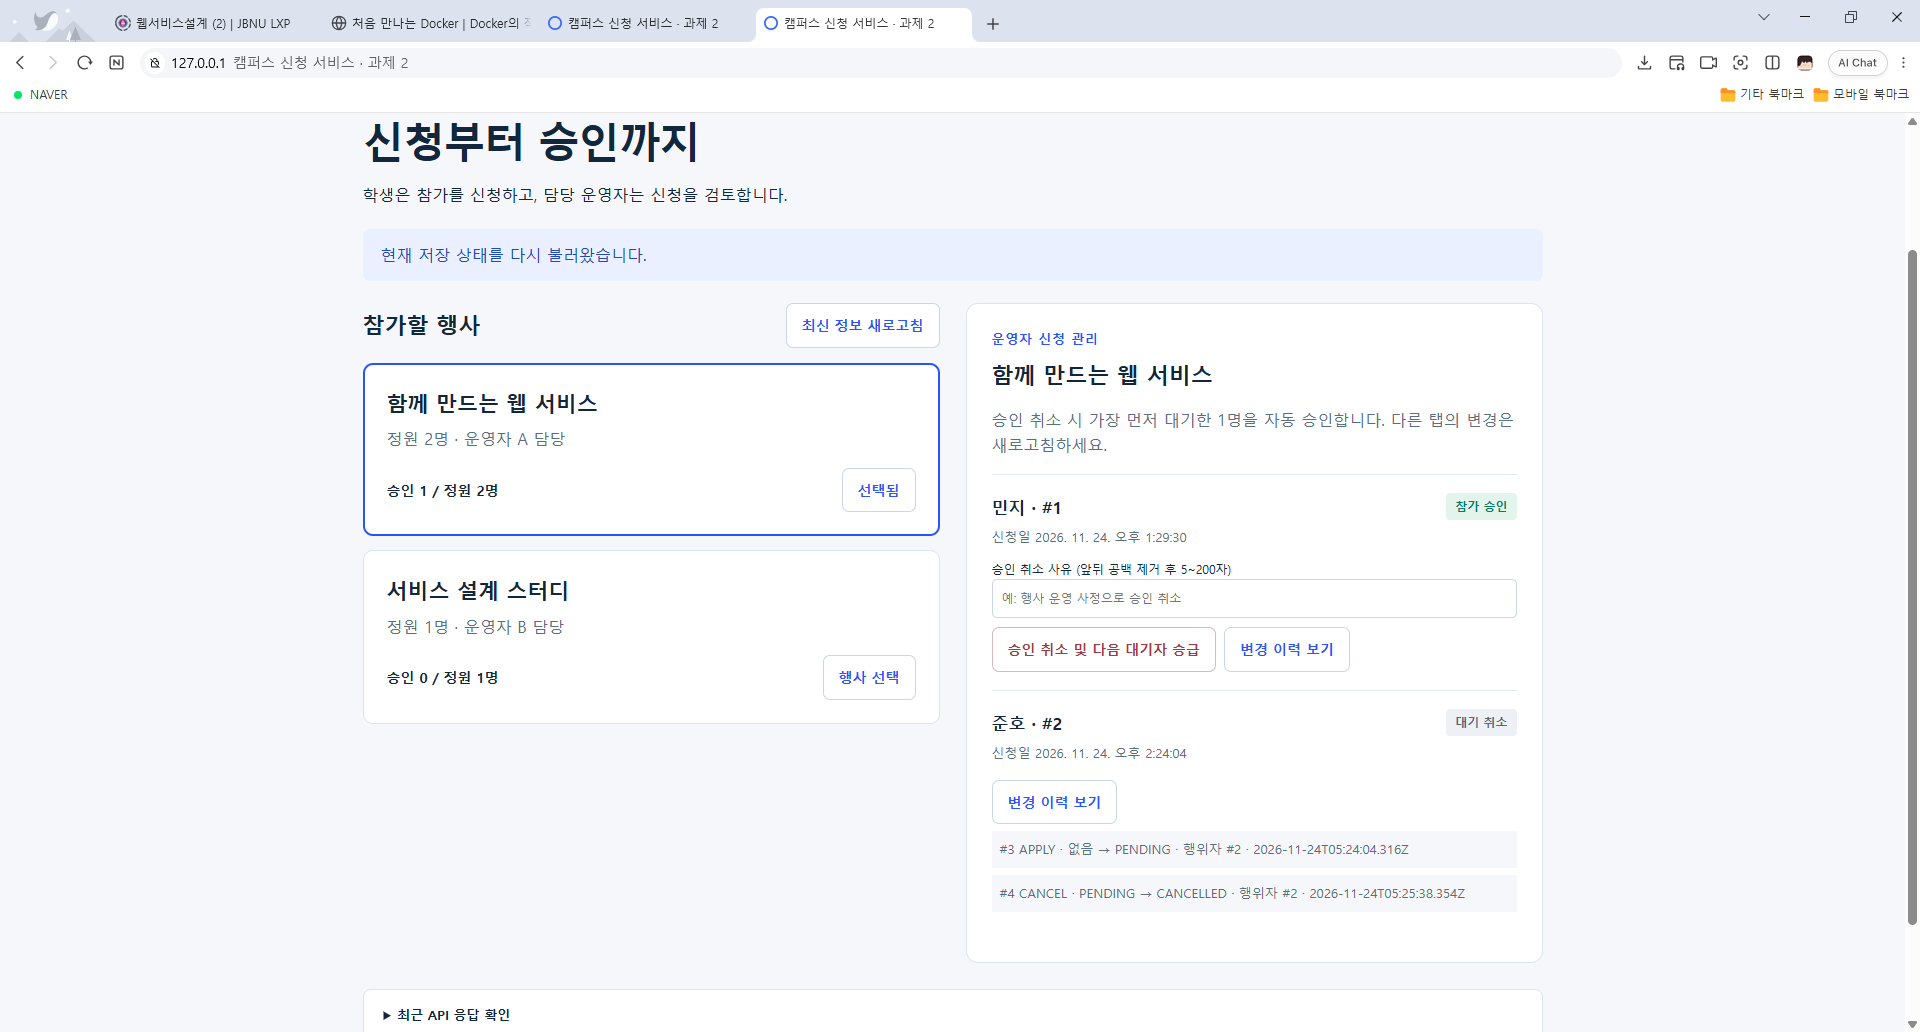 웹서비스설계 (2) | JBNU LXP
처음 만나는 Docker | Docker의
캠퍼스 신청 서비스 · 과제 2
캠퍼스 신청 서비스 · 과제 2
127.0.0.1 캠퍼스 신청 서비스 · 과제 2
AI Chat
NAVER
기타 북마크
모바일 북마크
신청부터 승인까지
학생은 참가를 신청하고, 담당 운영자는 신청을 검토합니다.
현재 저장 상태를 다시 불러왔습니다.
참가할 행사
최신 정보 새로고침
함께 만드는 웹 서비스
정원 2명 · 운영자 A 담당
승인 1 / 정원 2명
선택됨
서비스 설계 스터디
정원 1명 · 운영자 B 담당
승인 0 / 정원 1명
행사 선택
운영자 신청 관리
함께 만드는 웹 서비스
승인 취소 시 가장 먼저 대기한 1명을 자동 승인합니다. 다른 탭의 변경은
새로고침하세요.
민지 · #1
참가 승인
신청일 2026. 11. 24. 오후 1:29:30
승인 취소 사유 (앞뒤 공백 제거 후 5~200자)
예: 행사 운영 사정으로 승인 취소
승인 취소 및 다음 대기자 승급
변경 이력 보기
준호 · #2
대기 취소
신청일 2026. 11. 24. 오후 2:24:04
변경 이력 보기
#3 APPLY · 없음 → PENDING · 행위자 #2 · 2026-11-24T05:24:04.316Z
#4 CANCEL · PENDING → CANCELLED · 행위자 #2 · 2026-11-24T05:25:38.354Z
▶ 최근 API 응답 확인